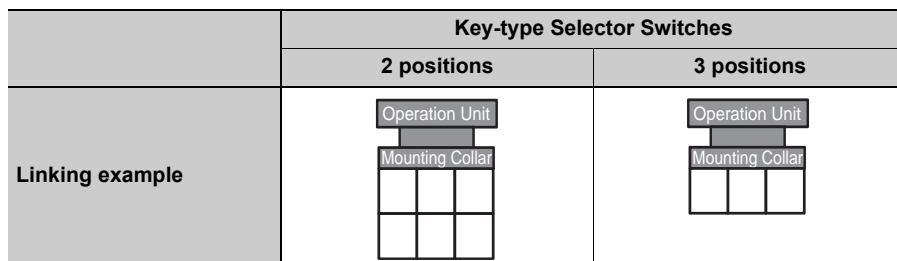 Key-type Selector Switches
2 positions
3 positions
Linking example
Operation Unit
Mounting Collar
Operation Unit
Mounting Collar